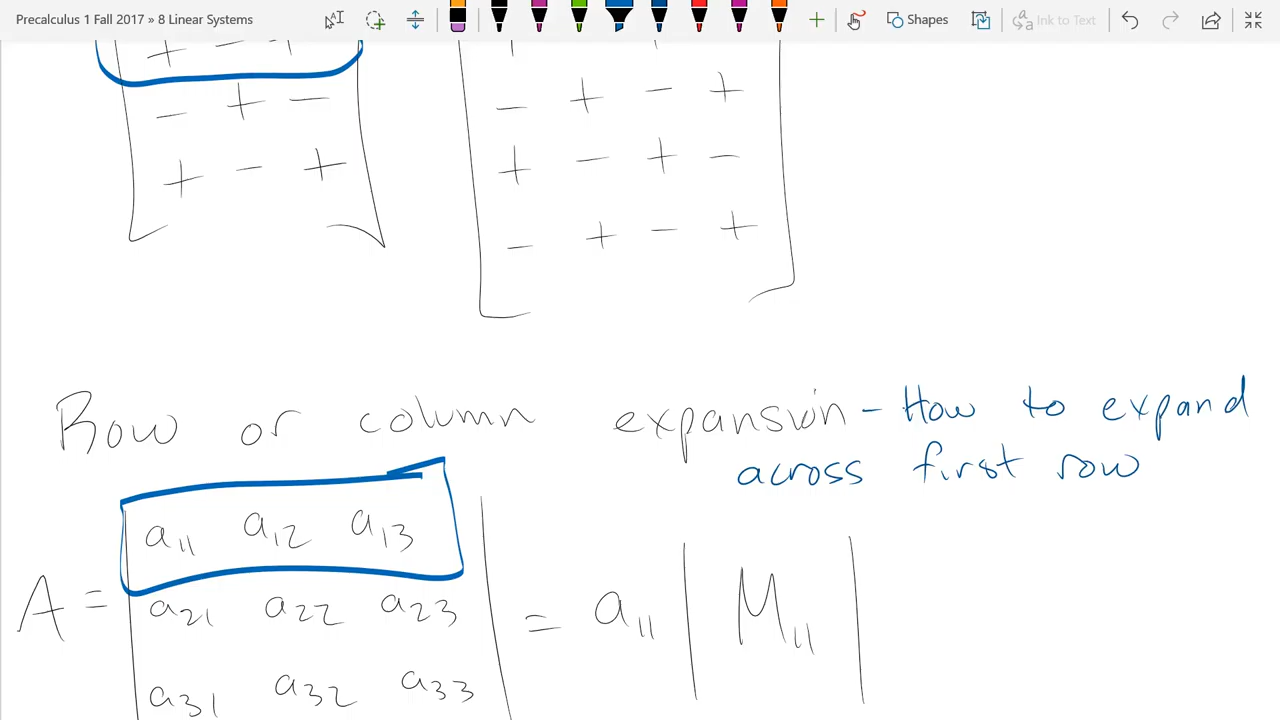 Precalculus 1 Fall 2017 » 8 Linear Systems
Shapes
Ink to Text
+ − +
− + −
+ − +
− + − +
+ − + −
− + − +
Row or column expansion - How to expand
across first row
a11 a12 a13
A = a21 a22 a23 = a11 | M11 |
a31 a32 a33